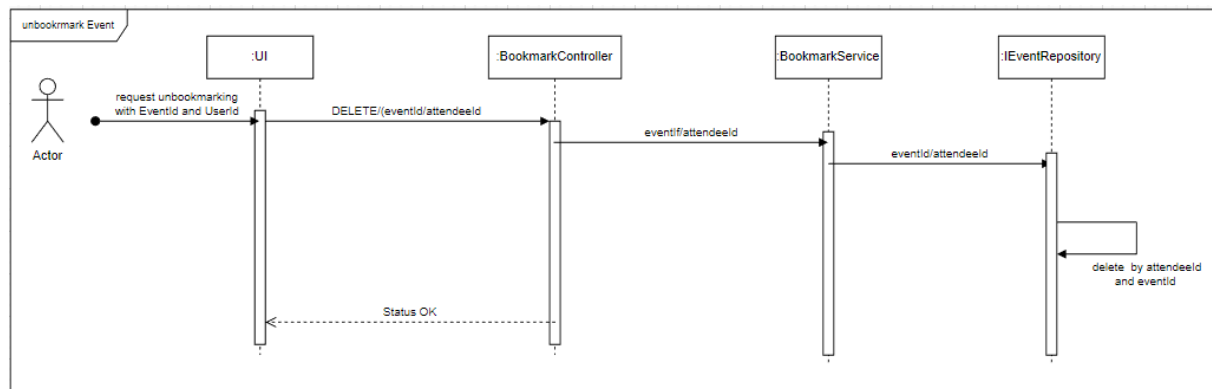 unbookrmark Event
:UI
:BookmarkController
:BookmarkService
:IEventRepository
request unbookmarking
with EventId and UserId
DELETE/(eventId/attendeeId
eventIf/attendeeId
eventId/attendeeId
Actor
delete by attendeeId
and eventId
Status OK